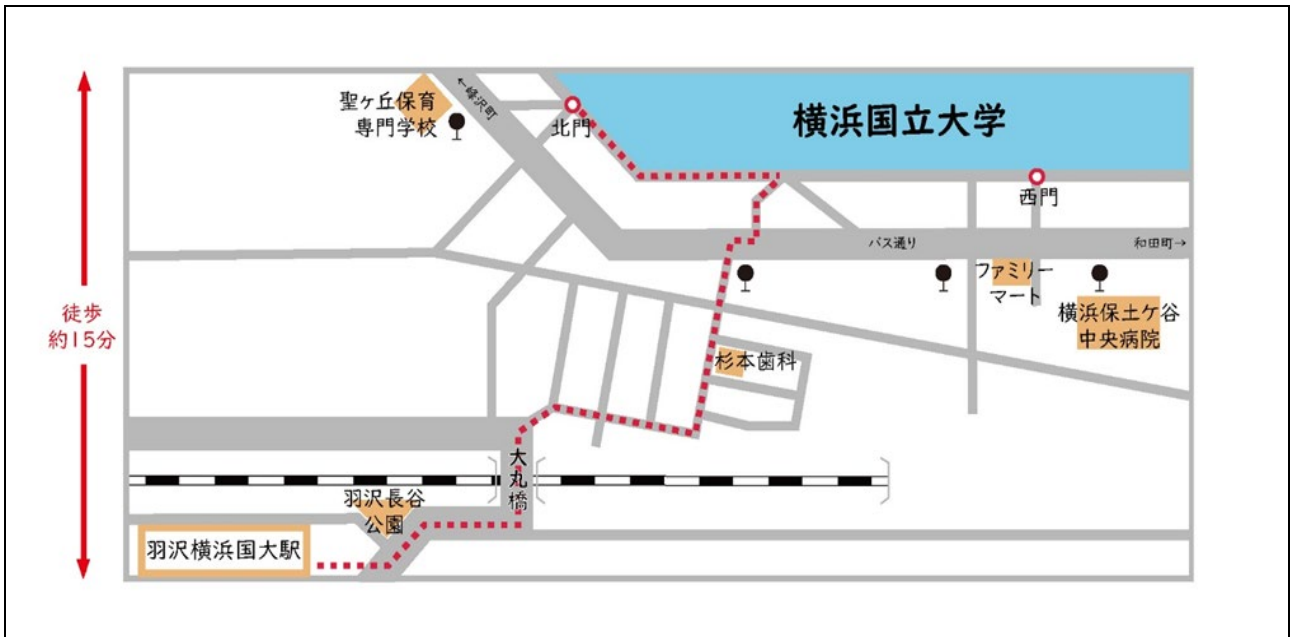 ←峰沢町
聖ヶ丘保育
専門学校
北門
横浜国立大学
西門
バス通り
和田町→
ファミリー
マート
横浜保土ケ谷
中央病院
徒歩
約15分
杉本歯科
大丸橋
羽沢長谷
公園
羽沢横浜国大駅